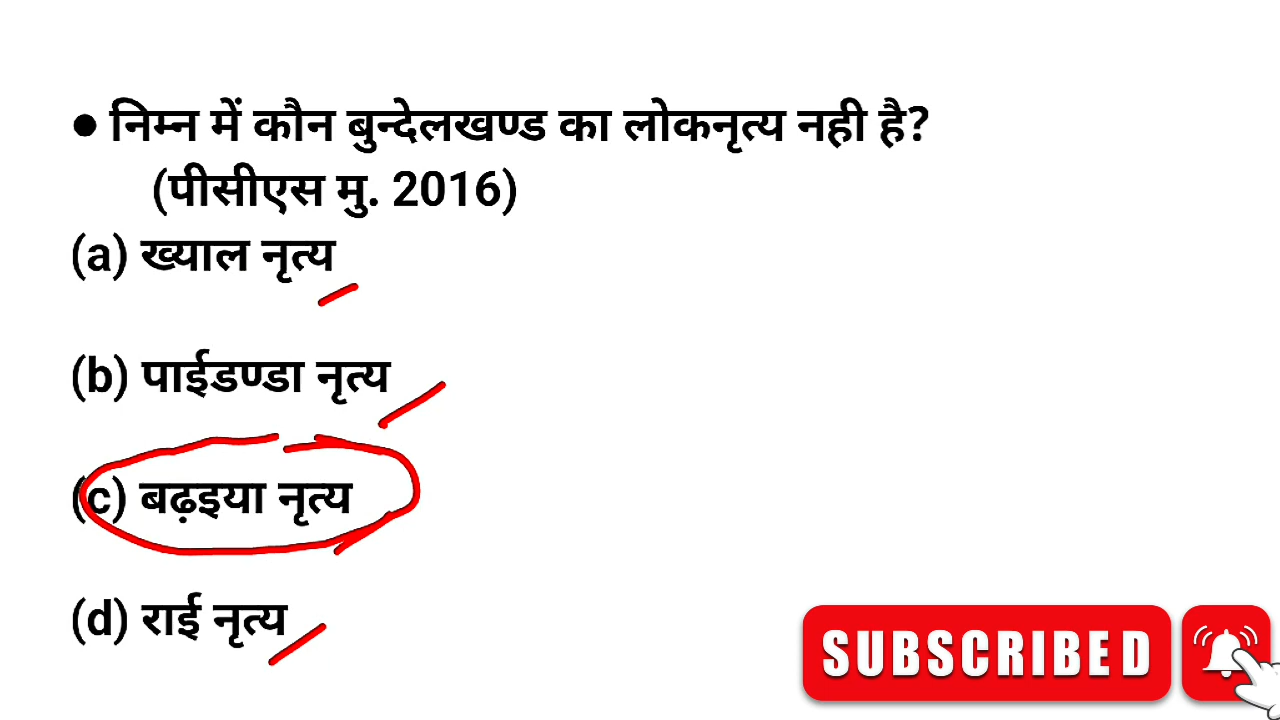 ● निम्न में कौन बुन्देलखण्ड का लोकनृत्य नही है?
(पीसीएस मु. 2016)
(a) ख्याल नृत्य
(b) पाईडण्डा नृत्य
(c) बढ़इया नृत्य
(d) राई नृत्य
SUBSCRIBED